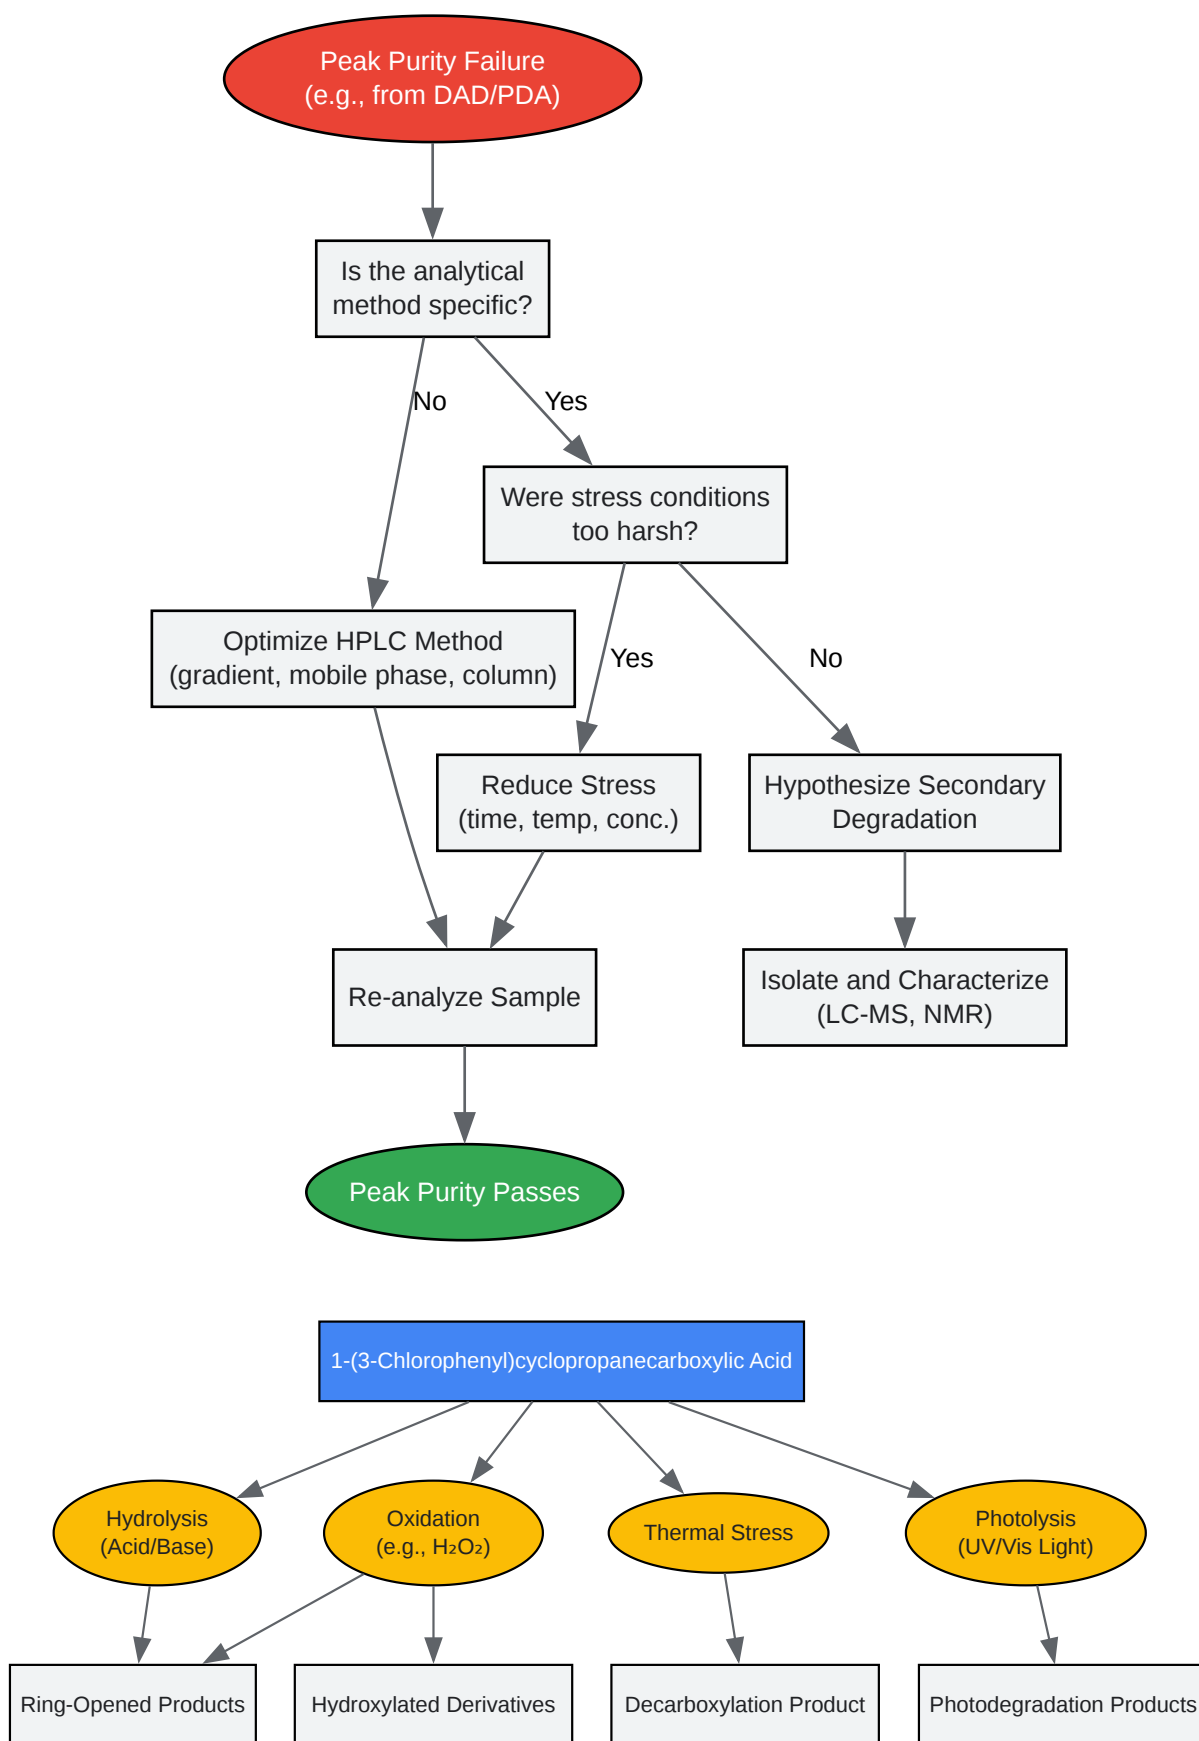 Peak Purity Failure
(e.g., from DAD/PDA)
Is the analytical
method specific?
No
Yes
Were stress conditions
too harsh?
Optimize HPLC Method
(gradient, mobile phase, column)
Yes
No
Reduce Stress
(time, temp, conc.)
Hypothesize Secondary
Degradation
Re-analyze Sample
Isolate and Characterize
(LC-MS, NMR)
Peak Purity Passes
1-(3-Chlorophenyl)cyclopropanecarboxylic Acid
Hydrolysis
(Acid/Base)
Oxidation
(e.g., H₂O₂)
Thermal Stress
Photolysis
(UV/Vis Light)
Ring-Opened Products
Hydroxylated Derivatives
Decarboxylation Product
Photodegradation Products